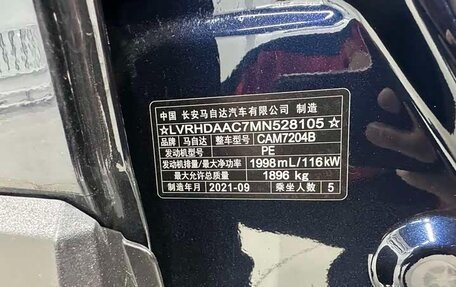 中国 长安马自达汽车有限公司 制造
☆LVRHDAAC7MN528105☆
品牌 马自达 整车型号 CAM7204B
发动机型号 PE
发动机排量/最大净功率 1998mL/116kW
最大允许总质量 1896 kg
制造年月 2021-09 乘坐人数 5